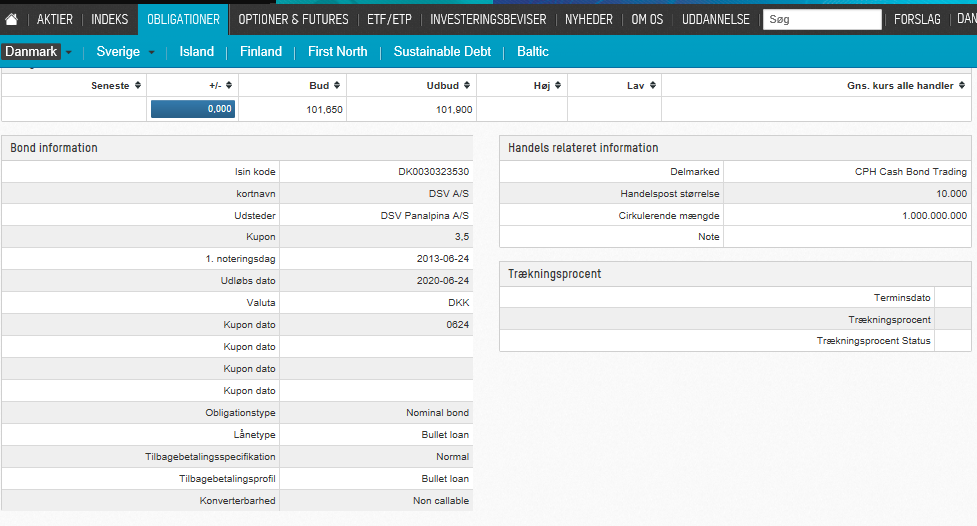 AKTIER INDEKS OBLIGATIONER OPTIONER & FUTURES ETF/ETP INVESTERINGSBEVISER NYHEDER OM OS UDDANNELSE Søg FORSLAG DAN
Danmark Sverige Island Finland First North Sustainable Debt Baltic
Seneste +/- Bud Udbud Høj Lav Gns. kurs alle handler
0,000 101,650 101,900
Bond information
Isin kode DK0030323530
kortnavn DSV A/S
Udsteder DSV Panalpina A/S
Kupon 3,5
1. noteringsdag 2013-06-24
Udløbs dato 2020-06-24
Valuta DKK
Kupon dato 0624
Kupon dato
Kupon dato
Kupon dato
Obligationstype Nominal bond
Lånetype Bullet loan
Tilbagebetalingsspecifikation Normal
Tilbagebetalingsprofil Bullet loan
Konverterbarhed Non callable
Handels relateret information
Delmarked CPH Cash Bond Trading
Handelspost størrelse 10.000
Cirkulerende mængde 1.000.000.000
Note
Trækningsprocent
Terminsdato
Trækningsprocent
Trækningsprocent Status